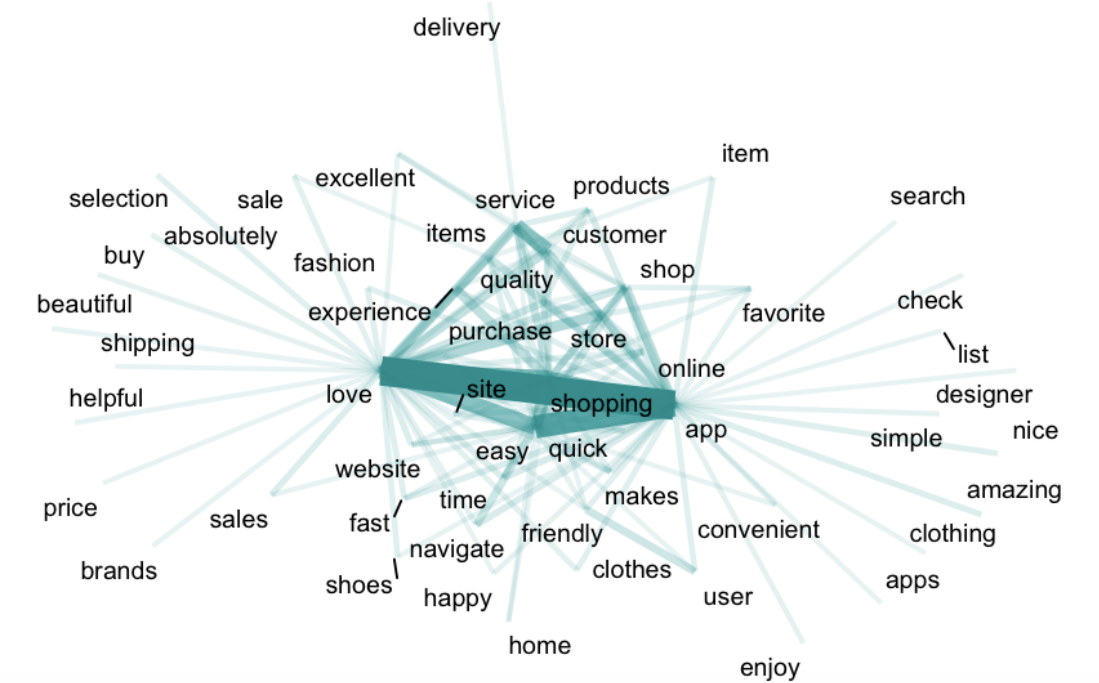 delivery
item
excellent
products
selection
sale
service
search
absolutely
items
customer
buy
fashion
quality
shop
beautiful
experience
favorite
check
shipping
purchase
store
list
love
site
online
helpful
shopping
designer
app
simple
nice
easy
quick
website
amazing
price
sales
fast
time
makes
convenient
clothing
navigate
friendly
brands
shoes
happy
clothes
user
apps
home
enjoy